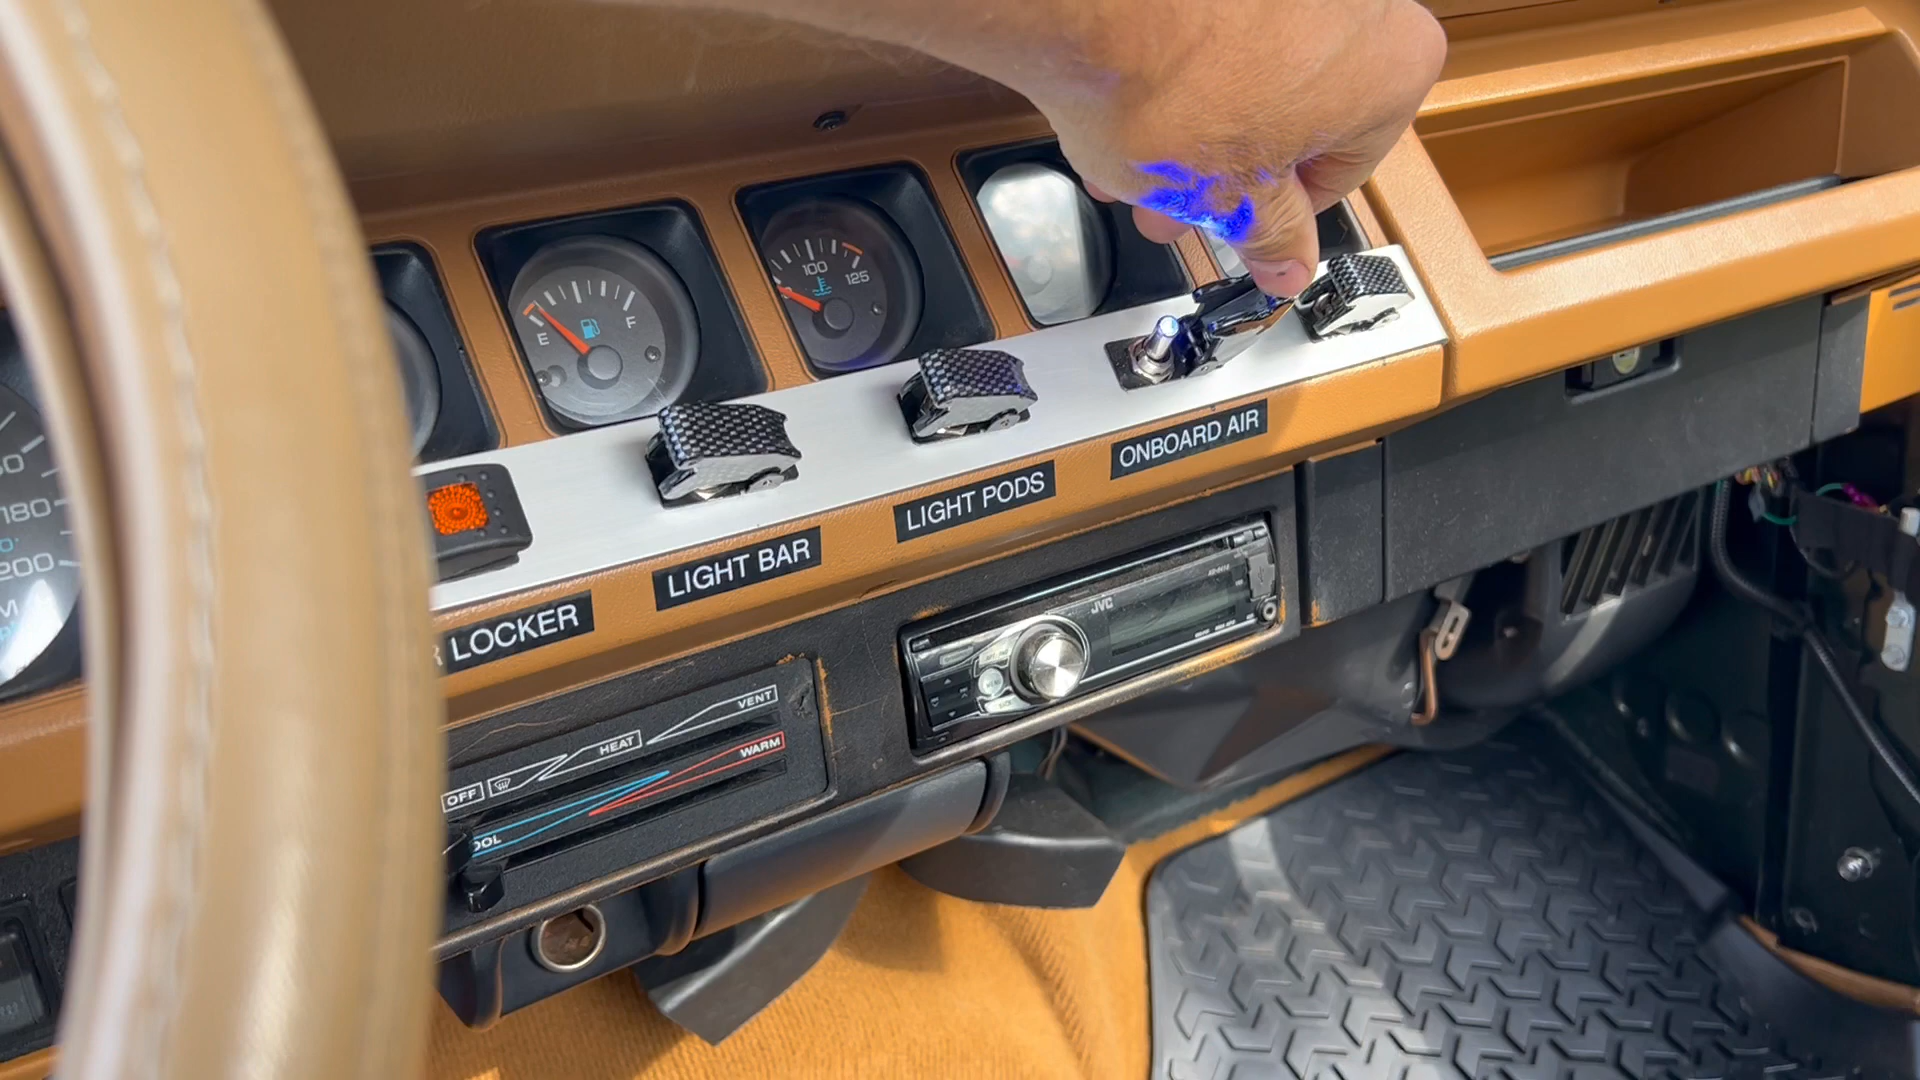 E
F
100
125
180
200
LOCKER
LIGHT BAR
LIGHT PODS
ONBOARD AIR
JVC
VENT
HEAT
OFF
WARM